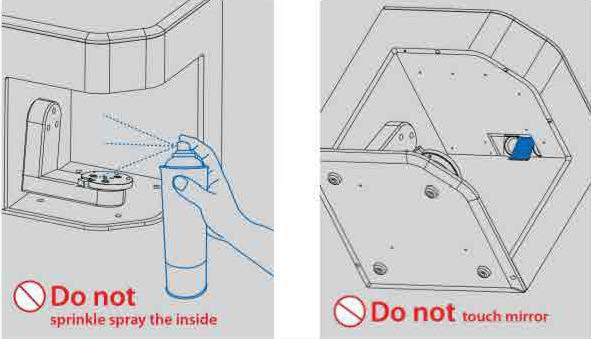 Do not
sprinkle spray the inside
Do not touch mirror